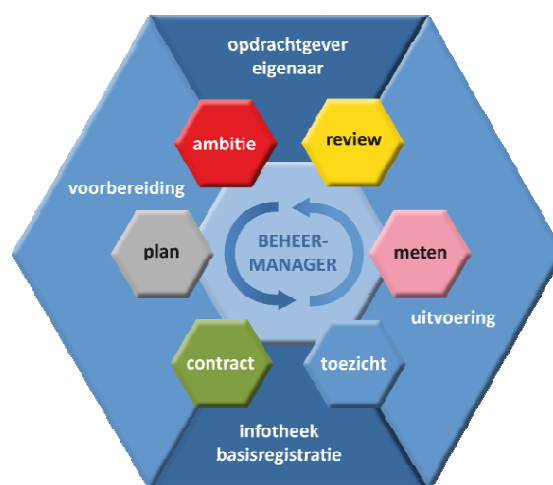 opdrachtgever
eigenaar
ambitie
review
voorbereiding
plan
BEHEER-
MANAGER
meten
uitvoering
contract
toezicht
infotheek
basisregistratie